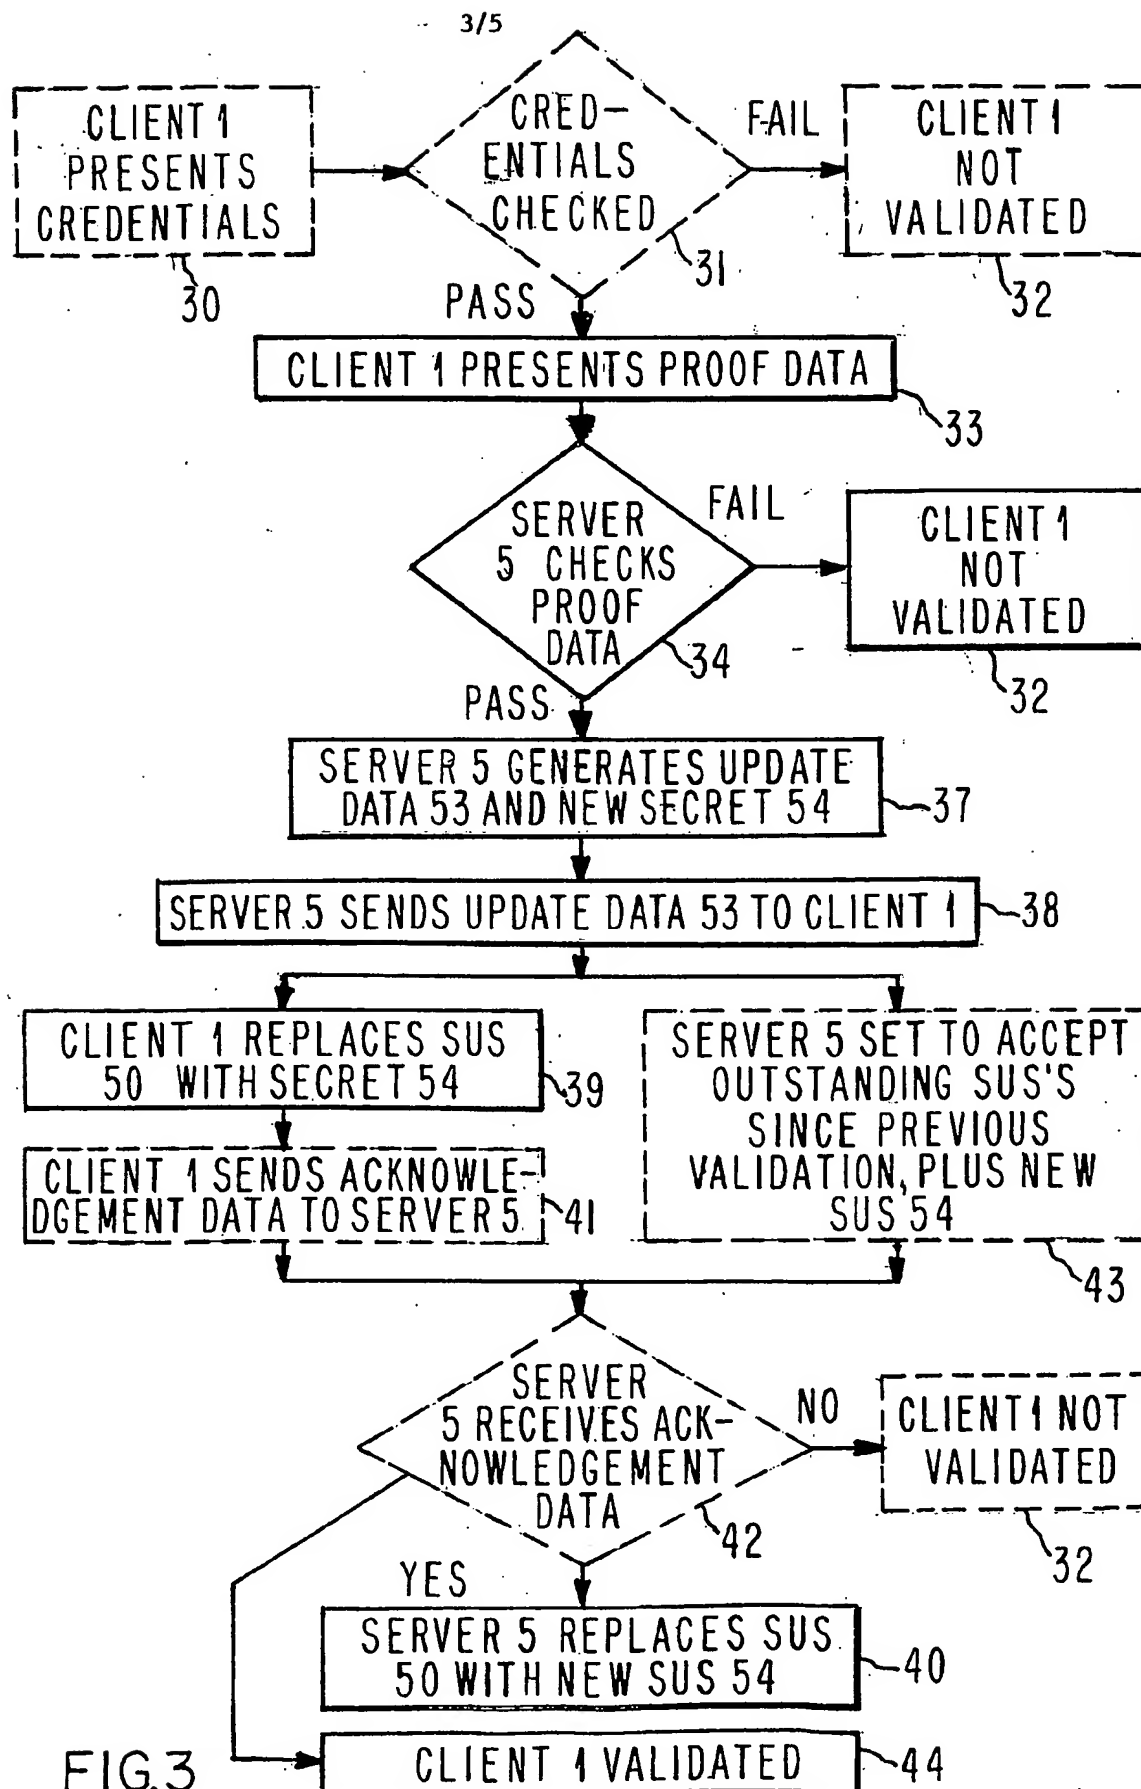 3/5
CLIENT 1
PRESENTS
CREDENTIALS
30
CRED-
ENTIALS
CHECKED
31
FAIL
CLIENT 1
NOT
VALIDATED
32
PASS
CLIENT 1 PRESENTS PROOF DATA
33
SERVER
5 CHECKS
PROOF
DATA
34
FAIL
CLIENT 1
NOT
VALIDATED
32
PASS
SERVER 5 GENERATES UPDATE
DATA 53 AND NEW SECRET 54
37
SERVER 5 SENDS UPDATE DATA 53 TO CLIENT 1
38
CLIENT 1 REPLACES SUS
50 WITH SECRET 54
39
CLIENT 1 SENDS ACKNOWLE-
DGEMENT DATA TO SERVER 5
41
SERVER 5 SET TO ACCEPT
OUTSTANDING SUS'S
SINCE PREVIOUS
VALIDATION, PLUS NEW
SUS 54
43
SERVER
5 RECEIVES ACK-
NOWLEDGEMENT
DATA
42
NO
CLIENT 1 NOT
VALIDATED
32
YES
SERVER 5 REPLACES SUS
50 WITH NEW SUS 54
40
CLIENT 1 VALIDATED
44
FIG.3